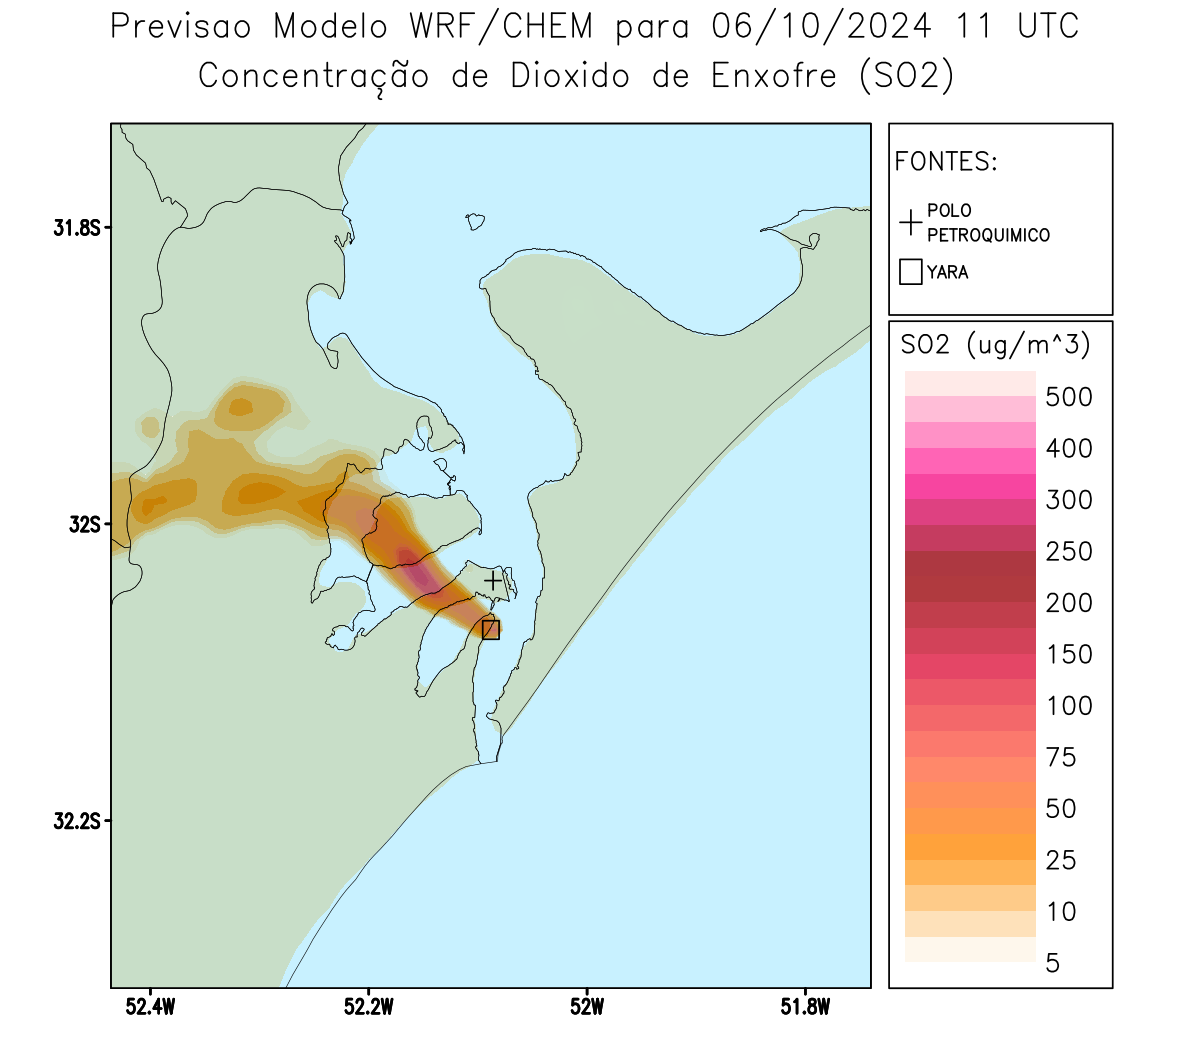 Previsao Modelo WRF/CHEM para 06/10/2024 11 UTC
Concentração de Dioxido de Enxofre (SO2)
FONTES:
POLO
PETROQUIMICO
YARA
SO2 (ug/m^3)
500
400
300
250
200
150
100
75
50
25
10
5
31.8S
32S
32.2S
52.4W
52.2W
52W
51.8W